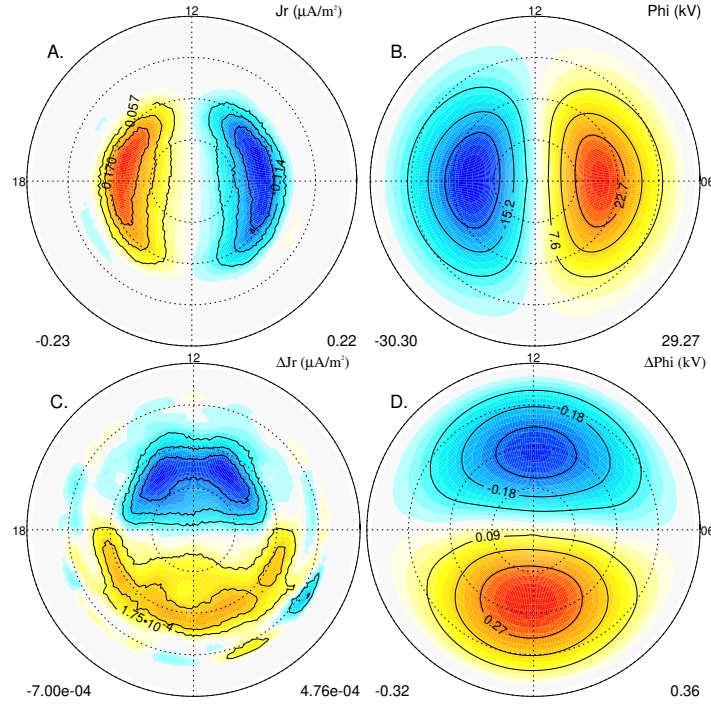 12 Jr (μA/m²)
A.
0.057
0.170
0.114
18
-0.23 0.22
Phi (kV)
B. 12
-15.2
7.6
22.7
06
-30.30 29.27
12 ΔJr (μA/m²)
C.
18
1.75•10⁻⁴
-7.00e-04 4.76e-04
12 ΔPhi (kV)
D.
-0.18
-0.18
0.09
0.27
06
-0.32 0.36